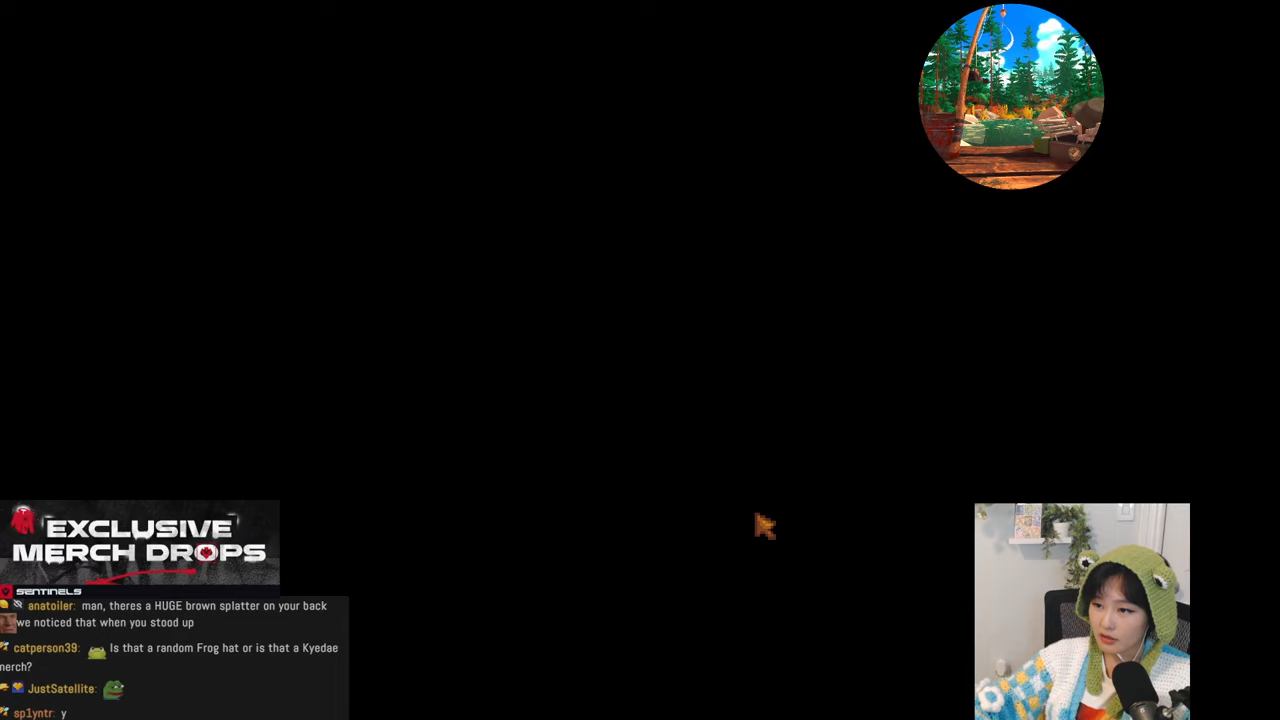 EXCLUSIVE
MERCH DROPS
SENTINELS
anatoiler: man, theres a HUGE brown splatter on your back
we noticed that when you stood up
catperson39: Is that a random Frog hat or is that a Kyedae
merch?
JustSatellite:
sp1yntr: y